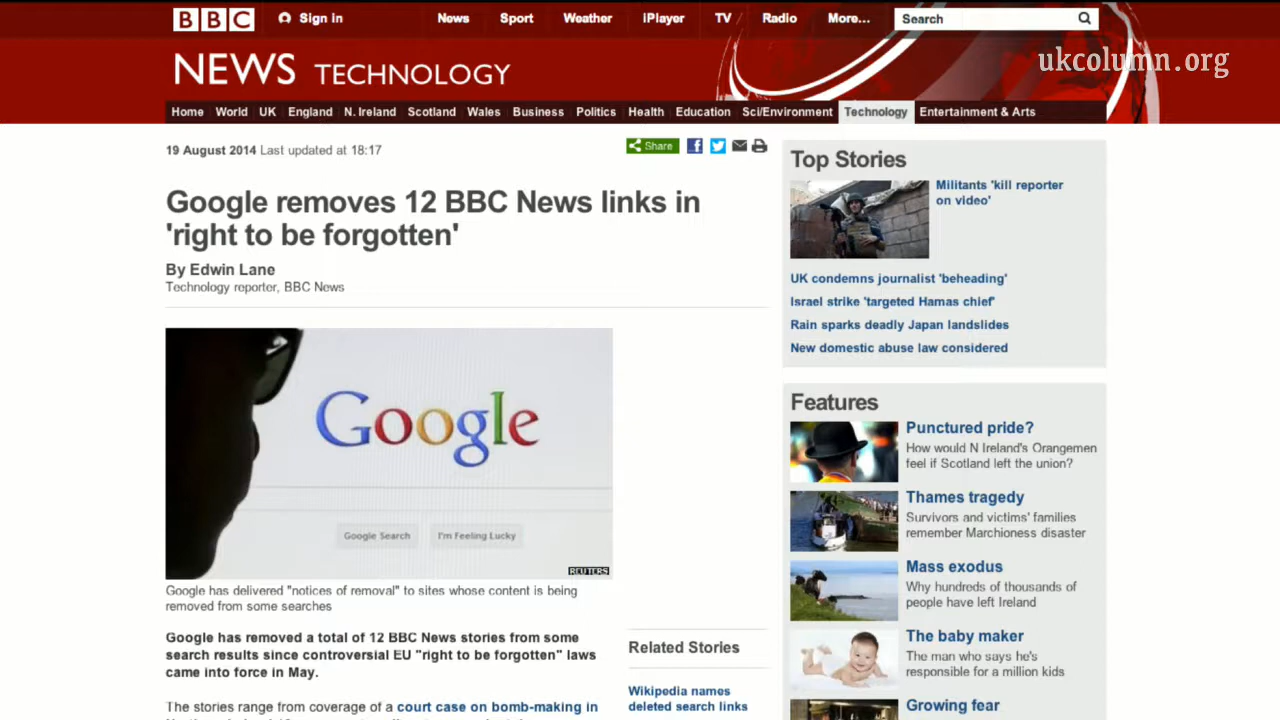 BBC
Sign in
News
Sport
Weather
iPlayer
TV
Radio
More...
Search
NEWS TECHNOLOGY
ukcolumn.org
Home
World
UK
England
N. Ireland
Scotland
Wales
Business
Politics
Health
Education
Sci/Environment
Technology
Entertainment & Arts
19 August 2014 Last updated at 18:17
Share
Google removes 12 BBC News links in
'right to be forgotten'
By Edwin Lane
Technology reporter, BBC News
Google
Google Search
I'm Feeling Lucky
REUTERS
Google has delivered "notices of removal" to sites whose content is being
removed from some searches
Google has removed a total of 12 BBC News stories from some
search results since controversial EU "right to be forgotten" laws
came into force in May.
The stories range from coverage of a court case on bomb-making in
Related Stories
Wikipedia names
deleted search links
Top Stories
Militants 'kill reporter
on video'
UK condemns journalist 'beheading'
Israel strike 'targeted Hamas chief'
Rain sparks deadly Japan landslides
New domestic abuse law considered
Features
Punctured pride?
How would N Ireland's Orangemen
feel if Scotland left the union?
Thames tragedy
Survivors and victims' families
remember Marchioness disaster
Mass exodus
Why hundreds of thousands of
people have left Ireland
The baby maker
The man who says he's
responsible for a million kids
Growing fear